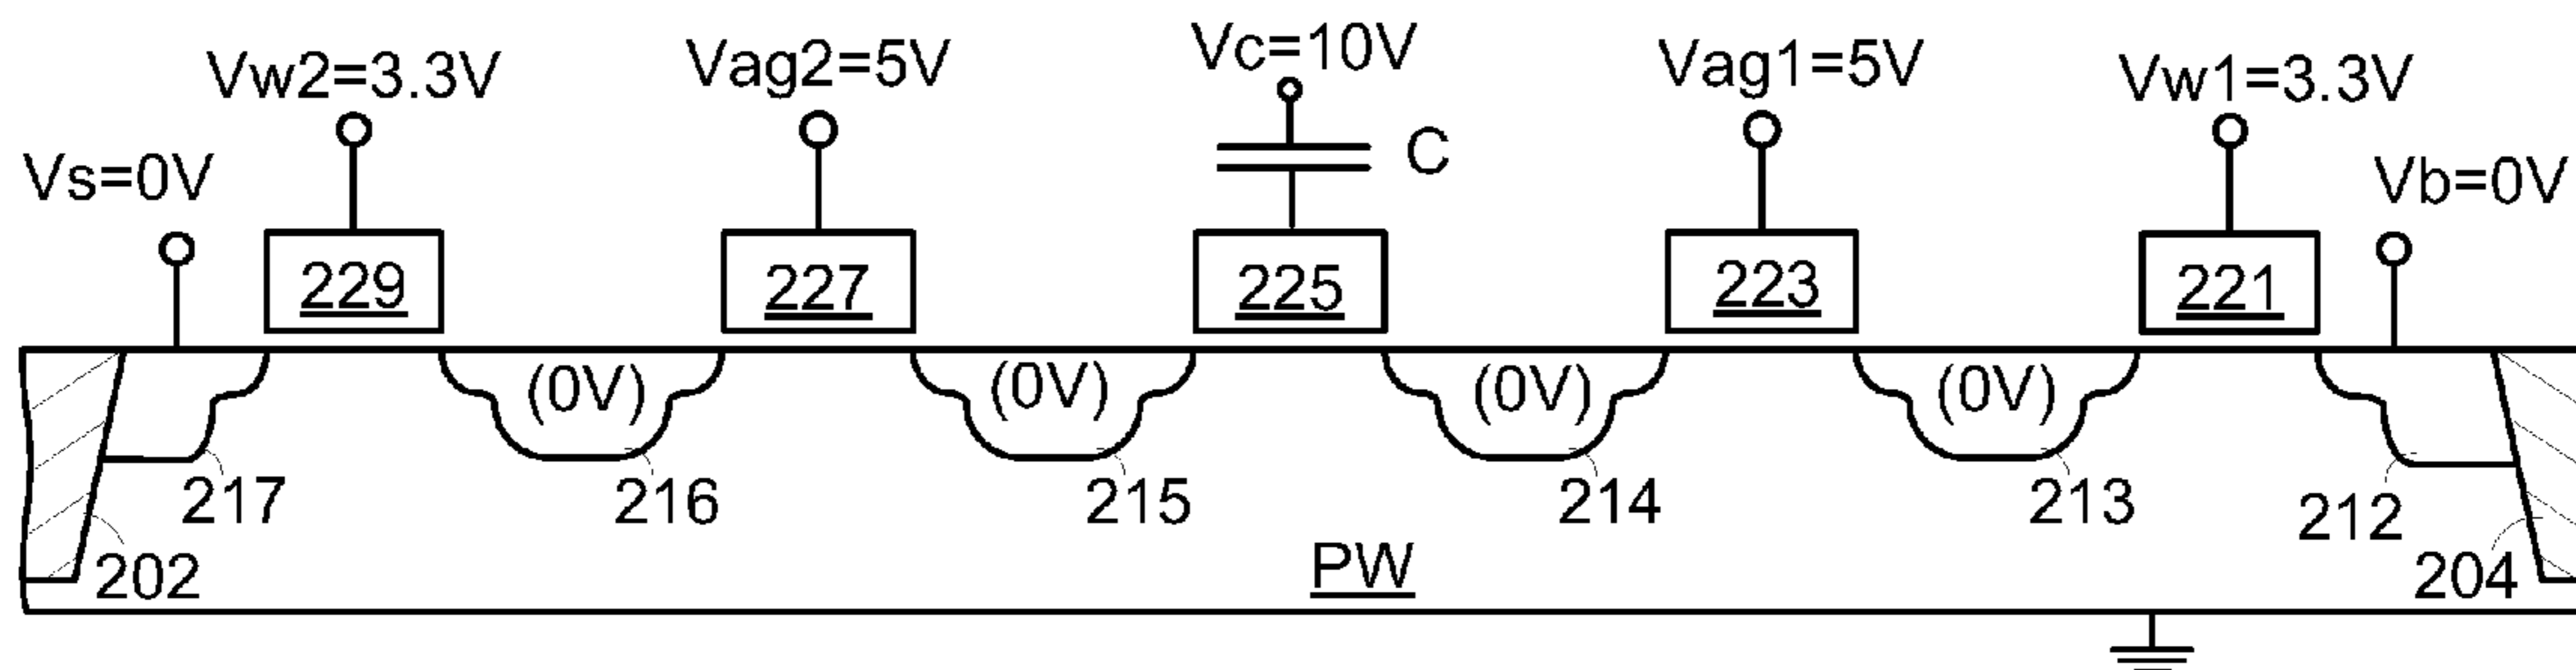 Vs=0V
Vw2=3.3V
Vag2=5V
Vc=10V
C
Vag1=5V
Vw1=3.3V
Vb=0V
229
227
225
223
221
(0V)
(0V)
(0V)
(0V)
217
216
215
214
213
212
202
PW
204